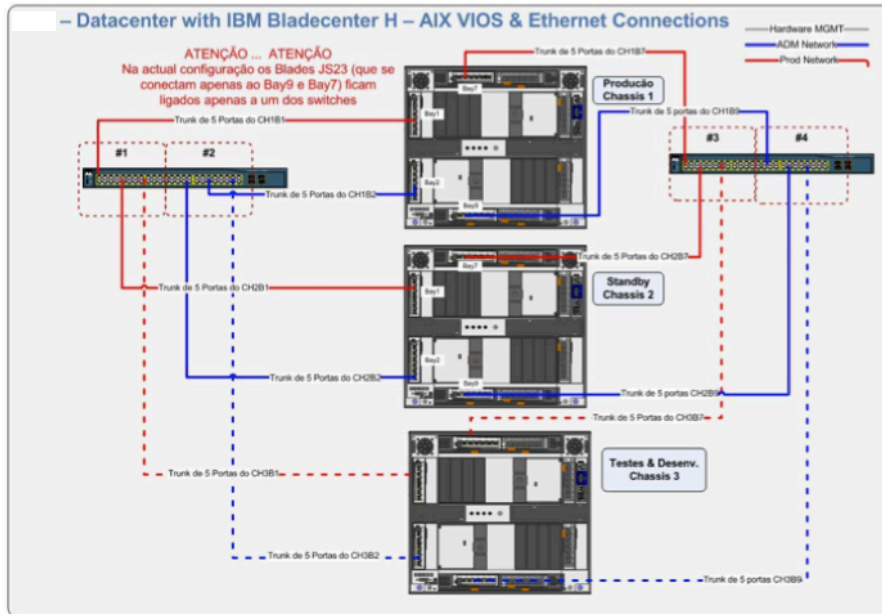 – Datacenter with IBM Bladecenter H – AIX VIOS & Ethernet Connections
Hardware MGMT
ADM Network
Prod Network
ATENÇÃO ... ATENÇÃO
Na actual configuração os Blades JS23 (que se
conectam apenas ao Bay9 e Bay7) ficam
ligados apenas a um dos switches
Trunk de 5 Portas do CH1B7
Bay7
Produção
Chassis 1
Bay1
Trunk de 5 Portas do CH1B9
Trunk de 5 Portas do CH1B1
#1
#2
#3
#4
Bay2
Trunk de 5 Portas do CH1B2
Bay9
Bay7
Trunk de 5 Portas do CH2B7
Standby
Chassis 2
Trunk de 5 Portas do CH2B1
Bay1
Bay2
Trunk de 5 Portas do CH2B2
Bay9
Trunk de 5 portas do CH2B9
Trunk de 5 Portas do CH3B7
Testes & Desenv.
Chassis 3
Trunk de 5 Portas do CH3B1
Trunk de 5 Portas do CH3B2
Trunk de 5 portas do CH3B9